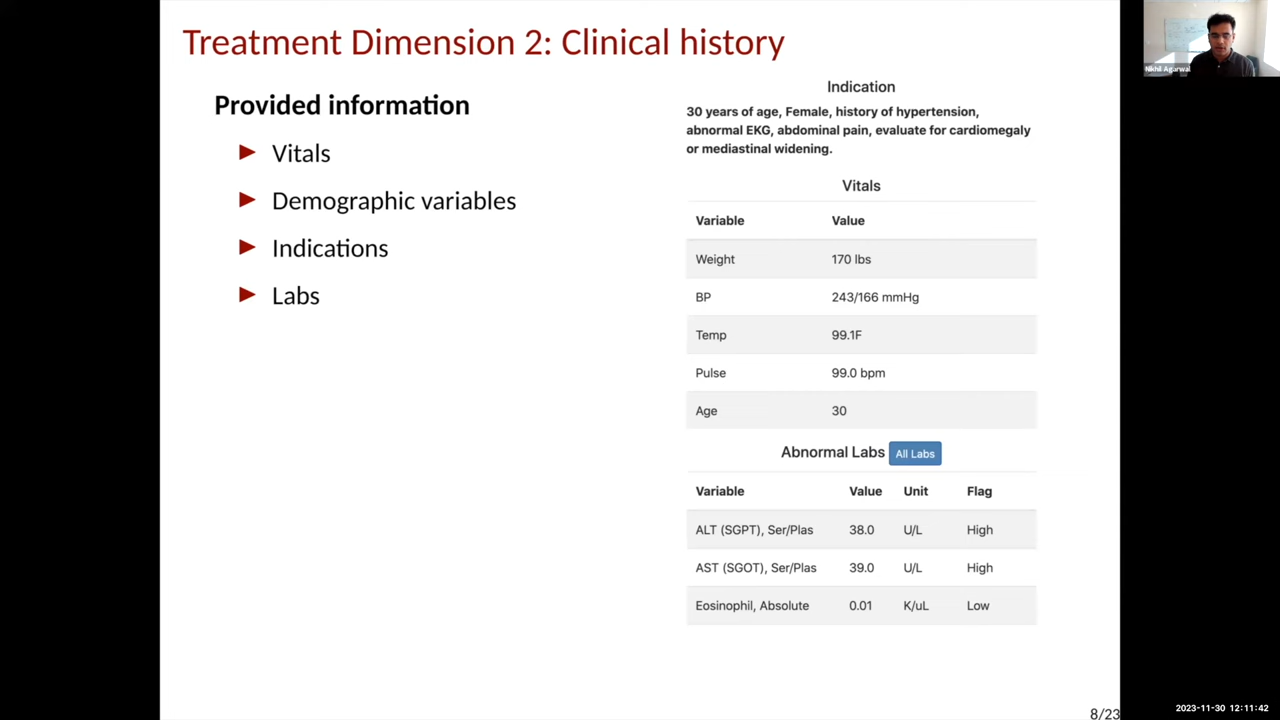 Treatment Dimension 2: Clinical history
Provided information
Vitals
Demographic variables
Indications
Labs
Indication
30 years of age, Female, history of hypertension,
abnormal EKG, abdominal pain, evaluate for cardiomegaly
or mediastinal widening.
Vitals
Variable Value
Weight 170 lbs
BP 243/166 mmHg
Temp 99.1F
Pulse 99.0 bpm
Age 30
Abnormal Labs All Labs
Variable Value Unit Flag
ALT (SGPT), Ser/Plas 38.0 U/L High
AST (SGOT), Ser/Plas 39.0 U/L High
Eosinophil, Absolute 0.01 K/uL Low
8/23
Nikhil Agarwal
2023-11-30 12:11:42